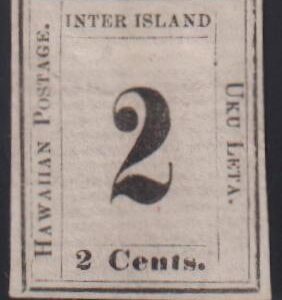 INTER ISLAND
HAWAIIAN POSTAGE.
2
UKU LETA.
2 Cents.